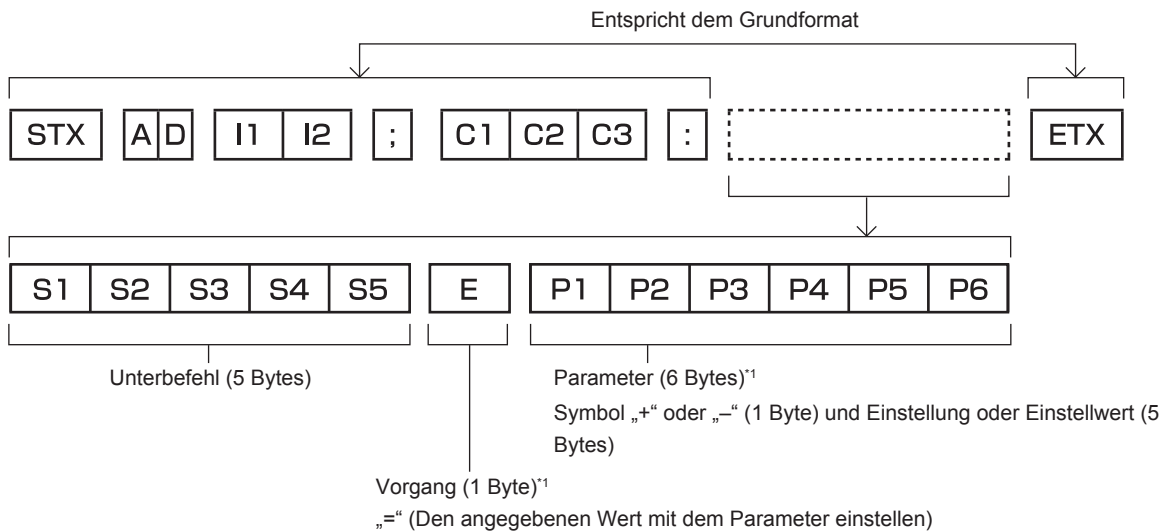 Entspricht dem Grundformat
STX A D I1 I2 ; C1 C2 C3 : ETX
S1 S2 S3 S4 S5 E P1 P2 P3 P4 P5 P6
Unterbefehl (5 Bytes)
Parameter (6 Bytes)*1
Symbol „+“ oder „–“ (1 Byte) und Einstellung oder Einstellwert (5
Bytes)
Vorgang (1 Byte)*1
„=“ (Den angegebenen Wert mit dem Parameter einstellen)